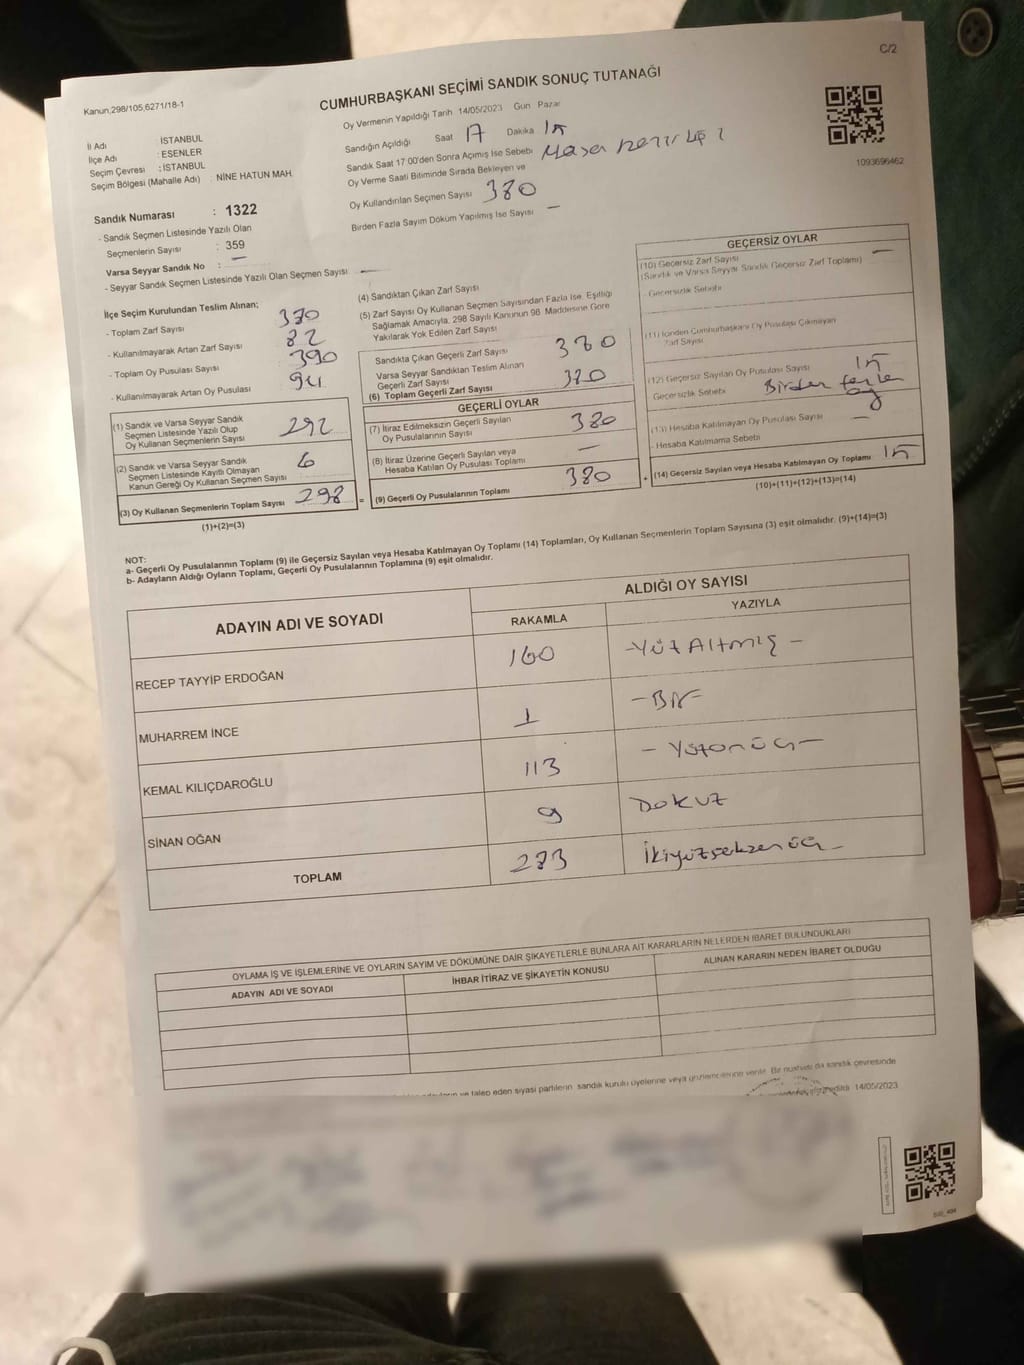 C/2
Kanun,298/105,6271/18-1
CUMHURBAŞKANI SEÇİMİ SANDIK SONUÇ TUTANAĞI
Oy Vermenin Yapıldığı Tarih 14/05/2023 Gün Pazar
İl Adı : İSTANBUL
İlçe Adı : ESENLER
Seçim Çevresi : İSTANBUL
Seçim Bölgesi (Mahalle Adı) : NİNE HATUN MAH.
Sandığın Açıldığı Saat 17 Dakika 15
Sandık Saat 17 00'den Sonra Açımış İse Sebebi Masa
Oy Verme Saati Bitiminde Sırada Bekleyen ve
Oy Kullandırılan Seçmen Sayısı 380
Birden Fazla Sayım Döküm Yapılmış İse Sayısı —
1093696462
Sandık Numarası : 1322
- Sandık Seçmen Listesinde Yazılı Olan
Seçmenlerin Sayısı : 359
Varsa Seyyar Sandık No : —
- Seyyar Sandık Seçmen Listesinde Yazılı Olan Seçmen Sayısı : —
İlçe Seçim Kurulundan Teslim Alınan;
- Toplam Zarf Sayısı
- Kullanılmayarak Artan Zarf Sayısı 82
- Toplam Oy Pusulası Sayısı 390
- Kullanılmayarak Artan Oy Pusulası
(1) Sandık ve Varsa Seyyar Sandık
Seçmen Listesinde Yazılı Olup
Oy Kullanan Seçmenlerin Sayısı 292
(2) Sandık ve Varsa Seyyar Sandık
Seçmen Listesinde Kayıtlı Olmayan
Kanun Gereği Oy Kullanan Seçmen Sayısı 6
(3) Oy Kullanan Seçmenlerin Toplam Sayısı 298 =
(1)+(2)=(3)
(4) Sandıktan Çıkan Zarf Sayısı
(5) Zarf Sayısı Oy Kullanan Seçmen Sayısından Fazla İse, Eşitliği
Sağlamak Amacıyla, 298 Sayılı Kanunun 98. Maddesine Göre
Yakılarak Yok Edilen Zarf Sayısı
Sandıkta Çıkan Geçerli Zarf Sayısı 380
Varsa Seyyar Sandıktan Teslim Alınan
Geçerli Zarf Sayısı
(6) Toplam Geçerli Zarf Sayısı 380
GEÇERLİ OYLAR
(7) İtiraz Edilmeksizin Geçerli Sayılan
Oy Pusulalarının Sayısı 380
(8) İtiraz Üzerine Geçerli Sayılan veya
Hesaba Katılan Oy Pusulası Toplamı —
(9) Geçerli Oy Pusulalarının Toplamı 380 +
GEÇERSİZ OYLAR
(10) Geçersiz Zarf Sayısı —
(Sandık ve Varsa Seyyar Sandık Geçersiz Zarf Toplamı)
- Geçersizlik Sebebi
(11) İçinden Cumhurbaşkanı Oy Pusulası Çıkmayan
Zarf Sayısı
(12) Geçersiz Sayılan Oy Pusulası Sayısı 15
Geçersizlik Sebebi Birden fazla oy
(13) Hesaba Katılmayan Oy Pusulası Sayısı —
- Hesaba Katılmama Sebebi
(14) Geçersiz Sayılan veya Hesaba Katılmayan Oy Toplamı 15
(10)+(11)+(12)+(13)=(14)
NOT:
a- Geçerli Oy Pusulalarının Toplamı (9) ile Geçersiz Sayılan veya Hesaba Katılmayan Oy Toplamı (14) Toplamları, Oy Kullanan Seçmenlerin Toplam Sayısına (3) eşit olmalıdır. (9)+(14)=(3)
b- Adayların Aldığı Oyların Toplamı, Geçerli Oy Pusulalarının Toplamına (9) eşit olmalıdır.
ADAYIN ADI VE SOYADI
ALDIĞI OY SAYISI
RAKAMLA YAZIYLA
RECEP TAYYİP ERDOĞAN 160 -Yüz Altmış -
MUHARREM İNCE 1 -Bir-
KEMAL KILIÇDAROĞLU 113 - Yüzonüç -
SİNAN OĞAN 9 Dokuz
TOPLAM 283 İkiyüzseksenüç -
OYLAMA İŞ VE İŞLEMLERİNE VE OYLARIN SAYIM VE DÖKÜMÜNE DAİR ŞİKAYETLERLE BUNLARA AİT KARARLARIN NELERDEN İBARET BULUNDUKLARI
ADAYIN ADI VE SOYADI
İHBAR İTİRAZ VE ŞİKAYETİN KONUSU
ALINAN KARARIN NEDEN İBARET OLDUĞU
ve talep eden siyasi partilerin sandık kurulu üyelerine veya gözlemcilerine verilir. Bir nüshası da sandık çevresinde
14/05/2023